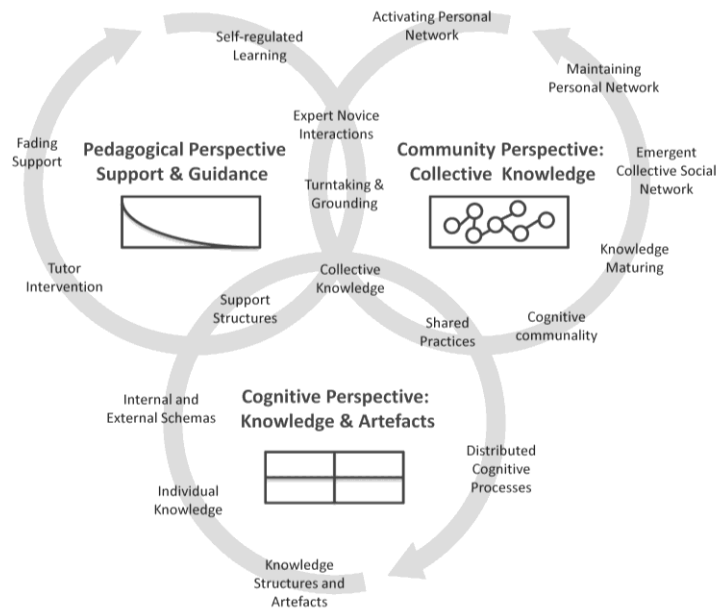 Activating Personal
Network
Self-regulated
Learning
Maintaining
Personal Network
Expert Novice
Interactions
Fading
Support
Pedagogical Perspective
Support & Guidance
Community Perspective:
Collective Knowledge
Emergent
Collective Social
Network
Turntaking &
Grounding
Knowledge
Maturing
Tutor
Intervention
Collective
Knowledge
Support
Structures
Shared
Practices
Cognitive
communality
Internal and
External Schemas
Cognitive Perspective:
Knowledge & Artefacts
Distributed
Cognitive
Processes
Individual
Knowledge
Knowledge
Structures and
Artefacts